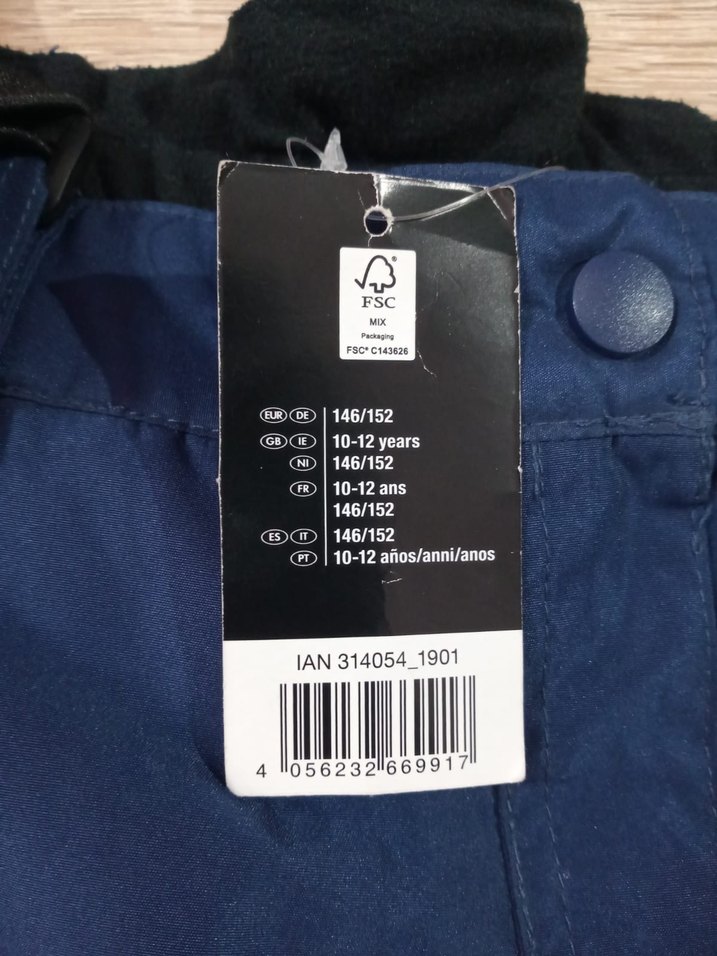 FSC®
MIX
Packaging
FSC® C143626
EUR DE 146/152
GB IE 10-12 years
NI 146/152
FR 10-12 ans
146/152
ES IT 146/152
PT 10-12 años/anni/anos
IAN 314054_1901
4 056232 669917